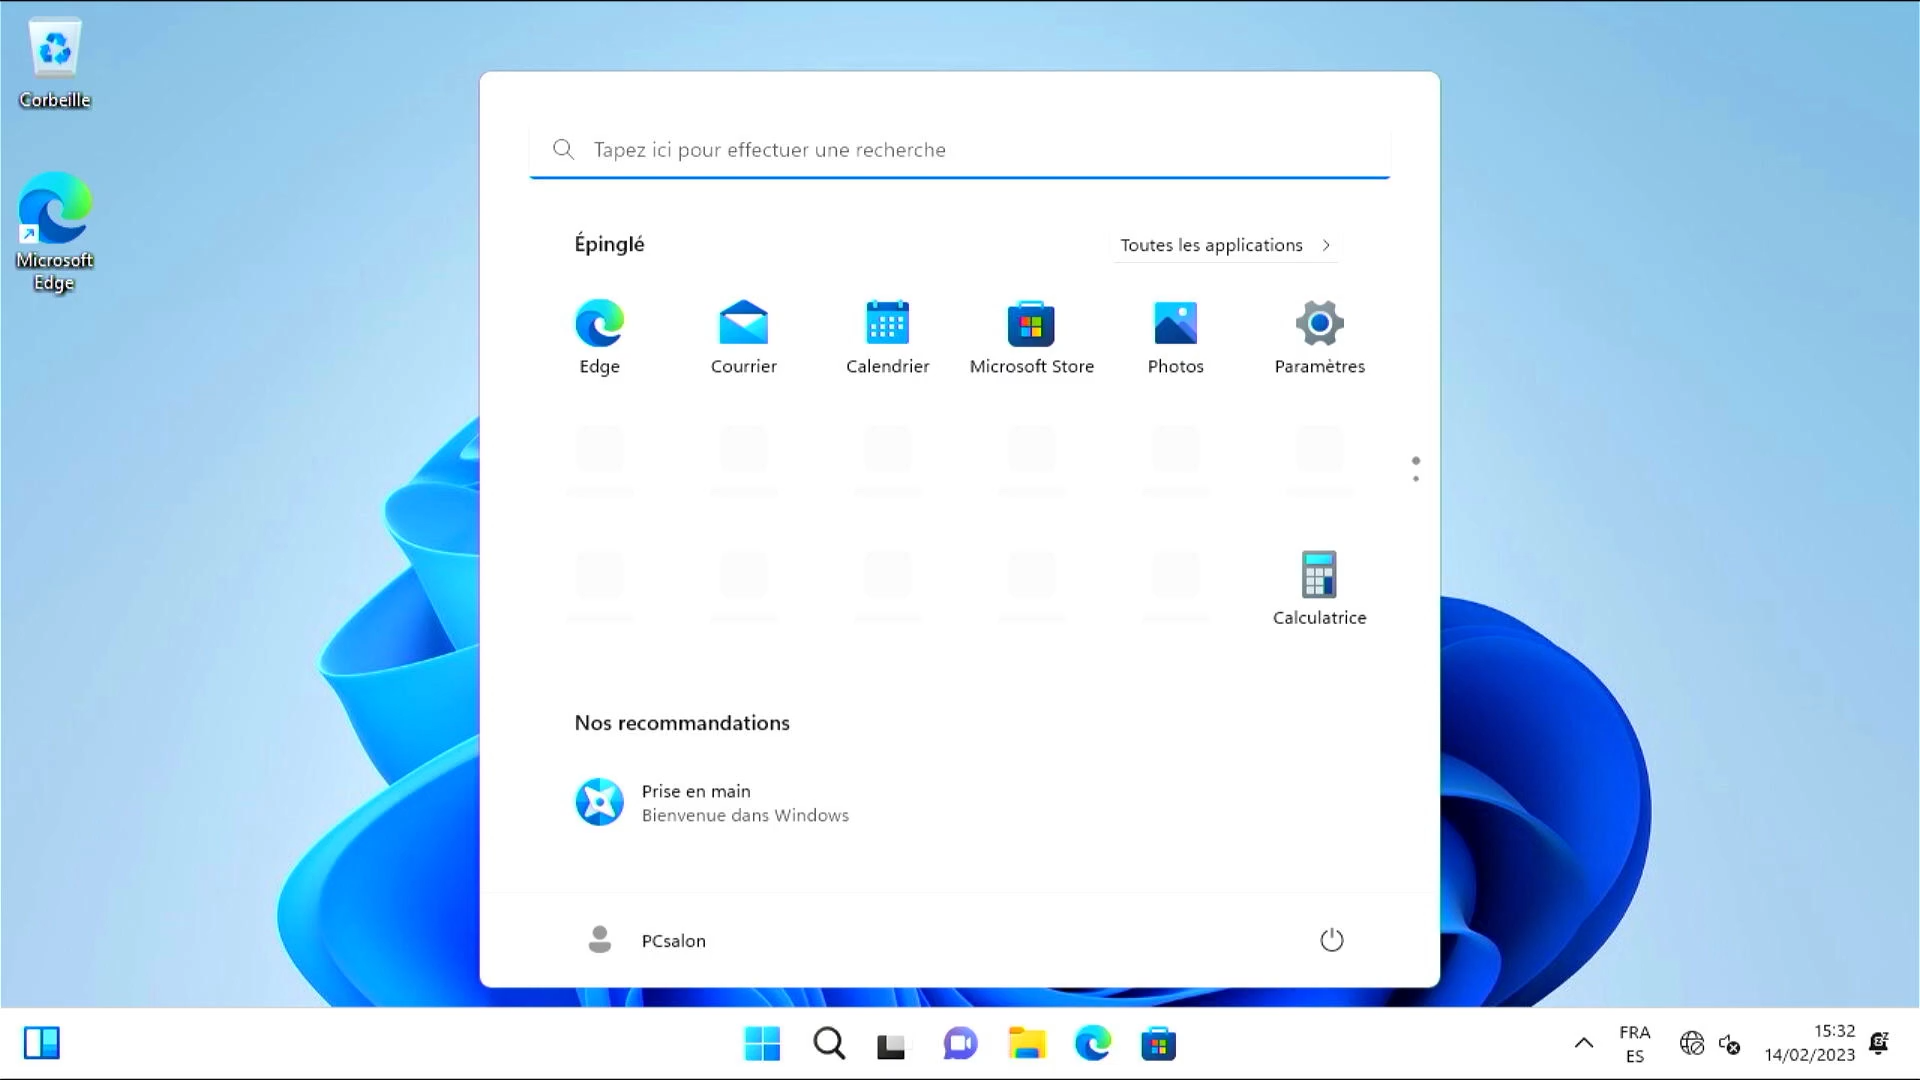 Corbeille
Microsoft
Edge
Tapez ici pour effectuer une recherche
Épinglé
Toutes les applications
Edge
Courrier
Calendrier
Microsoft Store
Photos
Paramètres
Calculatrice
Nos recommandations
Prise en main
Bienvenue dans Windows
PCsalon
FRA
ES
15:32
14/02/2023